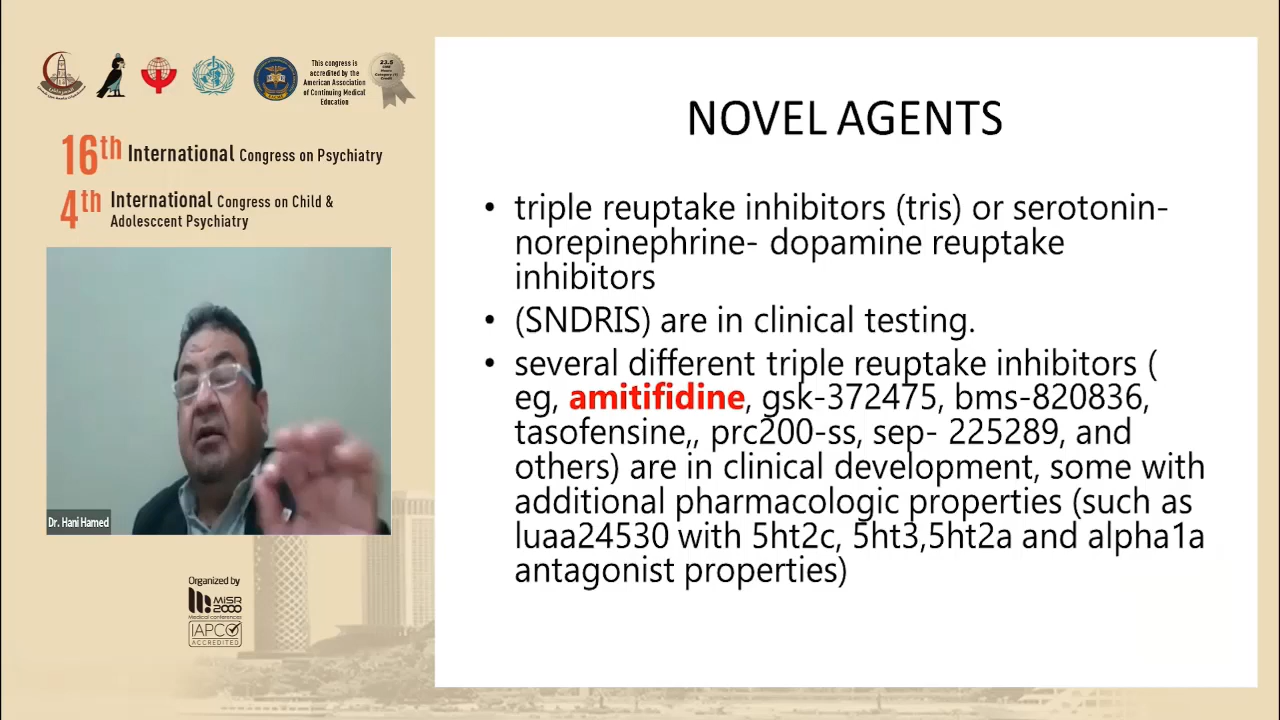 This congress is
accredited by the
American Association
of Continuing Medical
Education
23.5
16th International Congress on Psychiatry
4th International Congress on Child &
Adolesccent Psychiatry
Dr. Hani Hamed
Organized by
MiSR
2000
Medical conferences
IAPCO
ACCREDITED
NOVEL AGENTS
• triple reuptake inhibitors (tris) or serotonin-
norepinephrine- dopamine reuptake
inhibitors
• (SNDRIS) are in clinical testing.
• several different triple reuptake inhibitors (
eg, amitifidine, gsk-372475, bms-820836,
tasofensine,, prc200-ss, sep- 225289, and
others) are in clinical development, some with
additional pharmacologic properties (such as
luaa24530 with 5ht2c, 5ht3,5ht2a and alpha1a
antagonist properties)